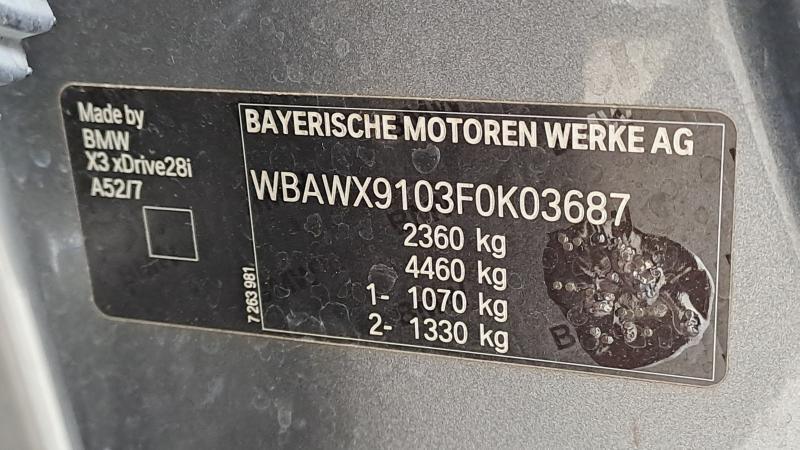 Made by
BMW
X3 xDrive28i
A52/7
7 263 981
BAYERISCHE MOTOREN WERKE AG
WBAWX9103F0K03687
2360 kg
4460 kg
1- 1070 kg
2- 1330 kg